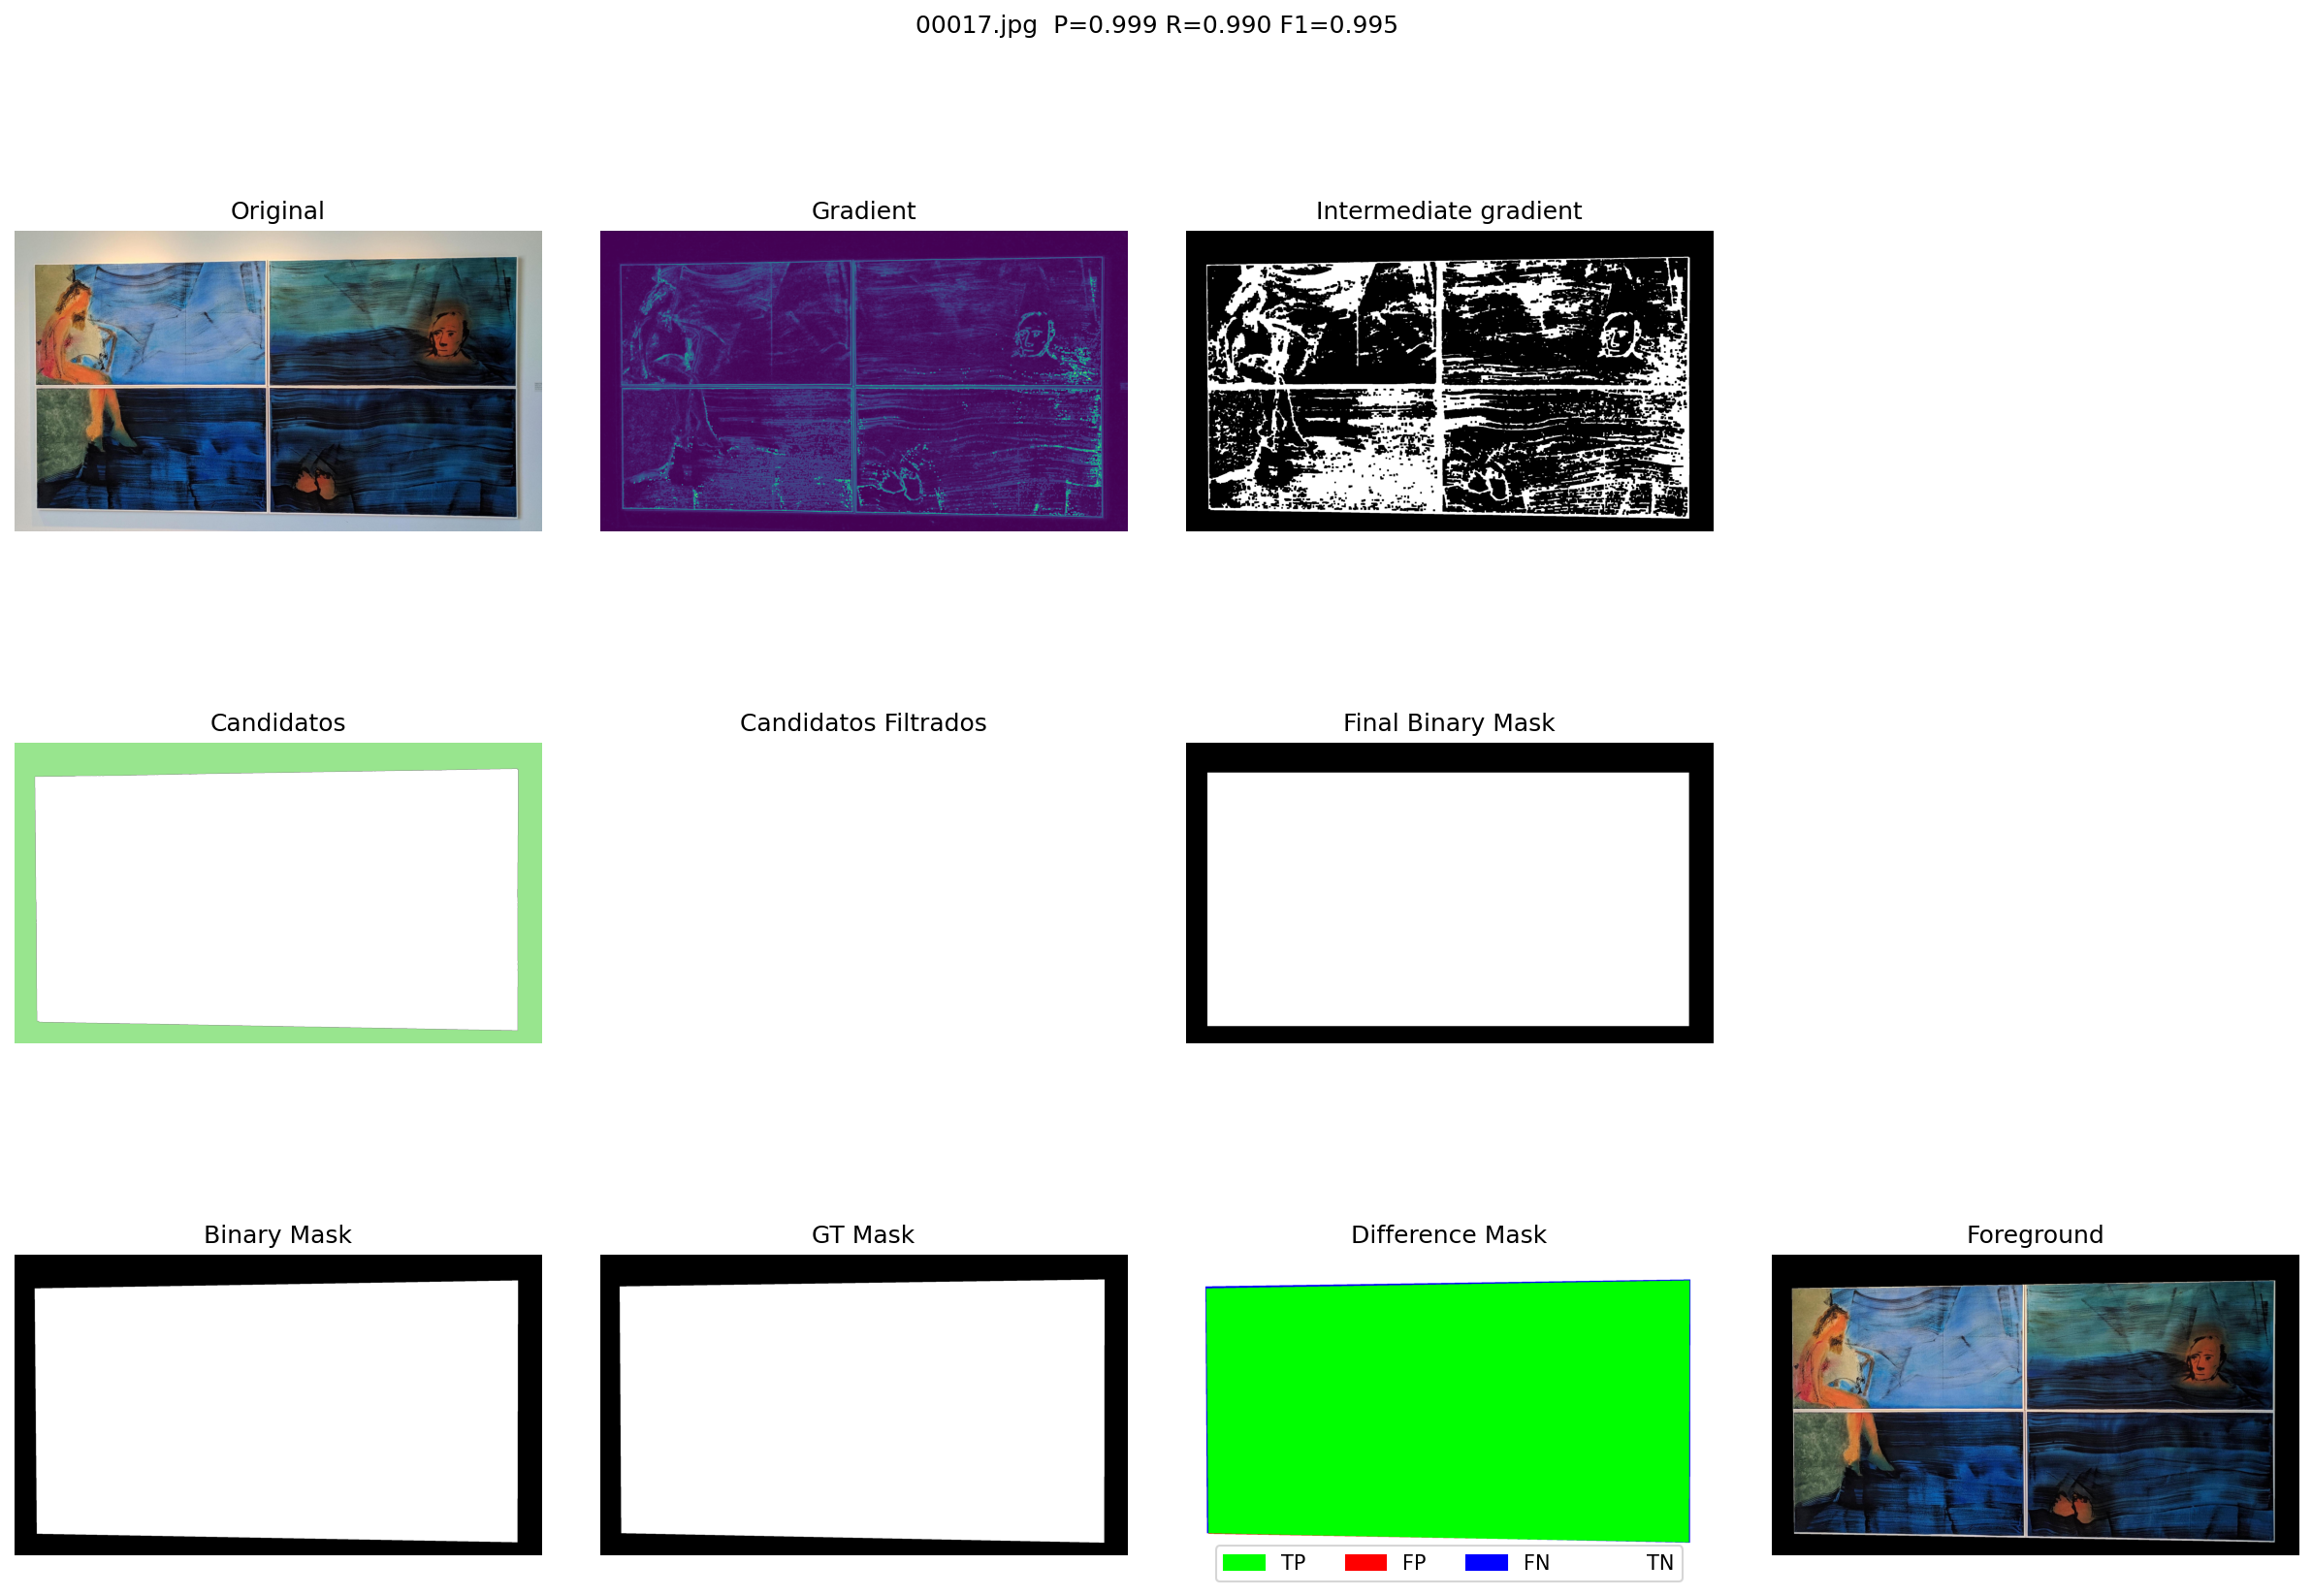 00017.jpg  P=0.999 R=0.990 F1=0.995
Original
Gradient
Intermediate gradient
Candidatos
Candidatos Filtrados
Final Binary Mask
Binary Mask
GT Mask
Difference Mask
Foreground
TP FP FN TN